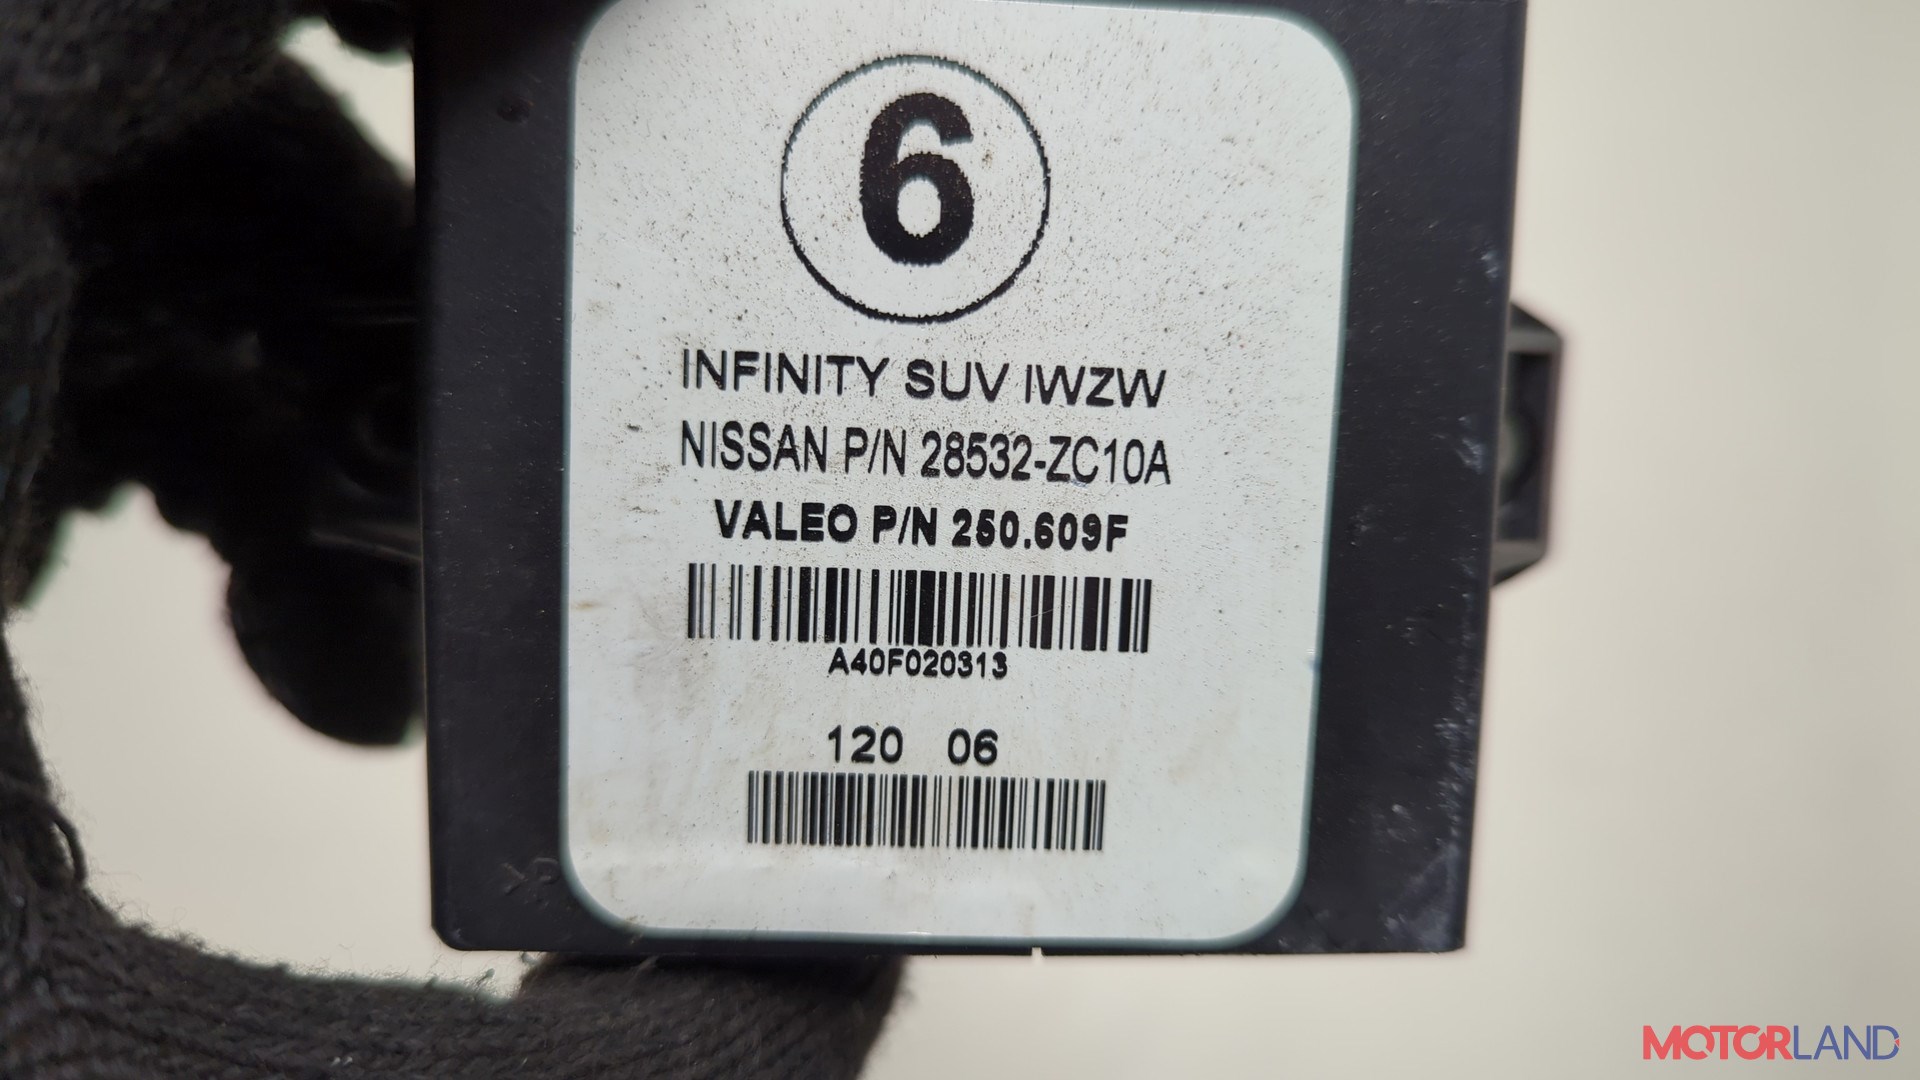 6
INFINITY SUV IWZW
NISSAN P/N 28532-ZC10A
VALEO P/N 250.609F
A40F020313
120 06
MOTORLAND